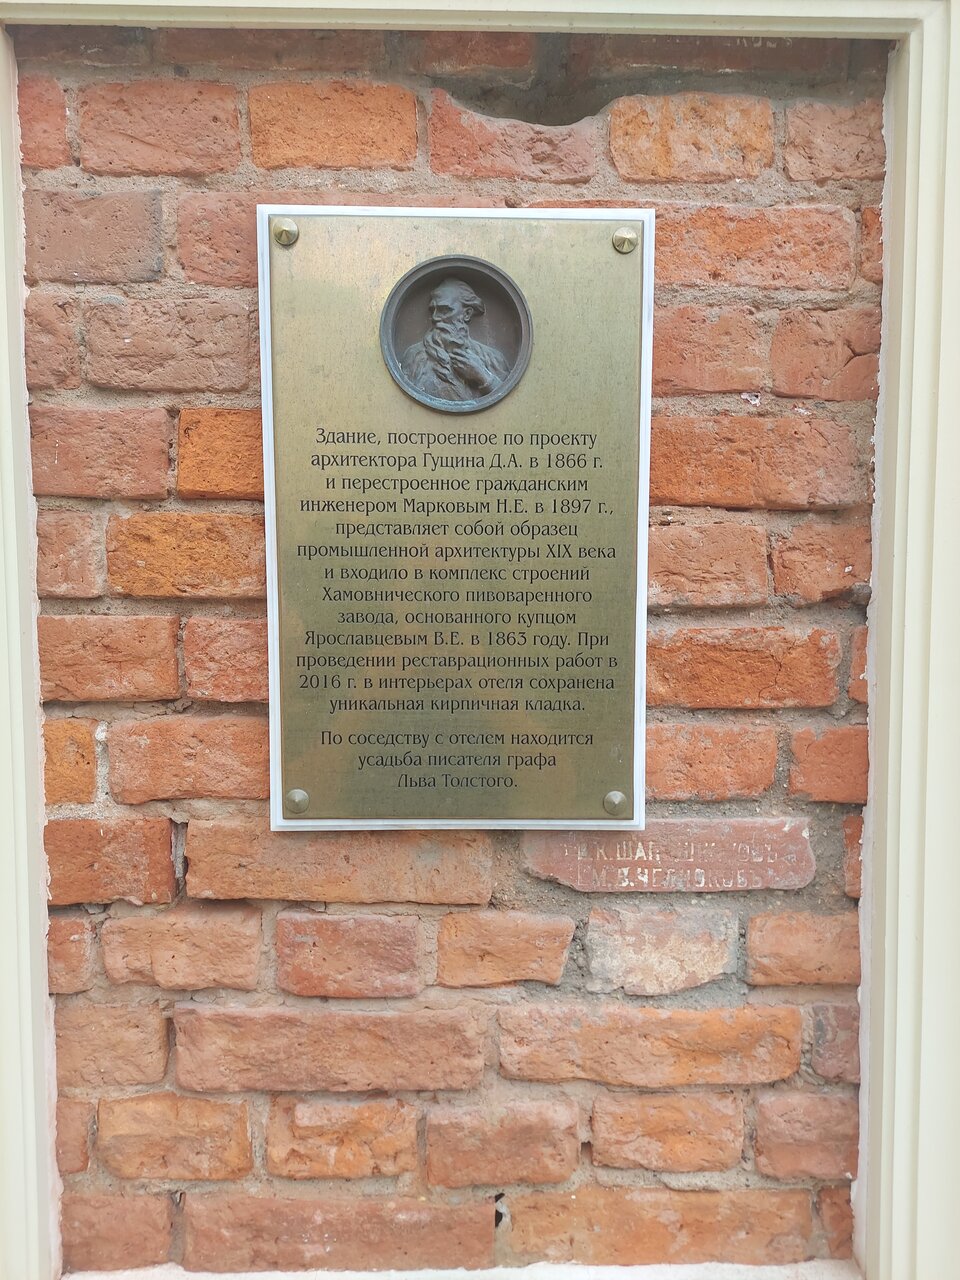 Здание, построенное по проекту
архитектора Гущина Д.А. в 1866 г.
и перестроенное гражданским
инженером Марковым Н.Е. в 1897 г.,
представляет собой образец
промышленной архитектуры XIX века
и входило в комплекс строений
Хамовнического пивоваренного
завода, основанного купцом
Ярославцевым В.Е. в 1863 году. При
проведении реставрационных работ в
2016 г. в интерьерах отеля сохранена
уникальная кирпичная кладка.
По соседству с отелем находится
усадьба писателя графа
Льва Толстого.
М.В.ЧЕЛНОКОВЪ